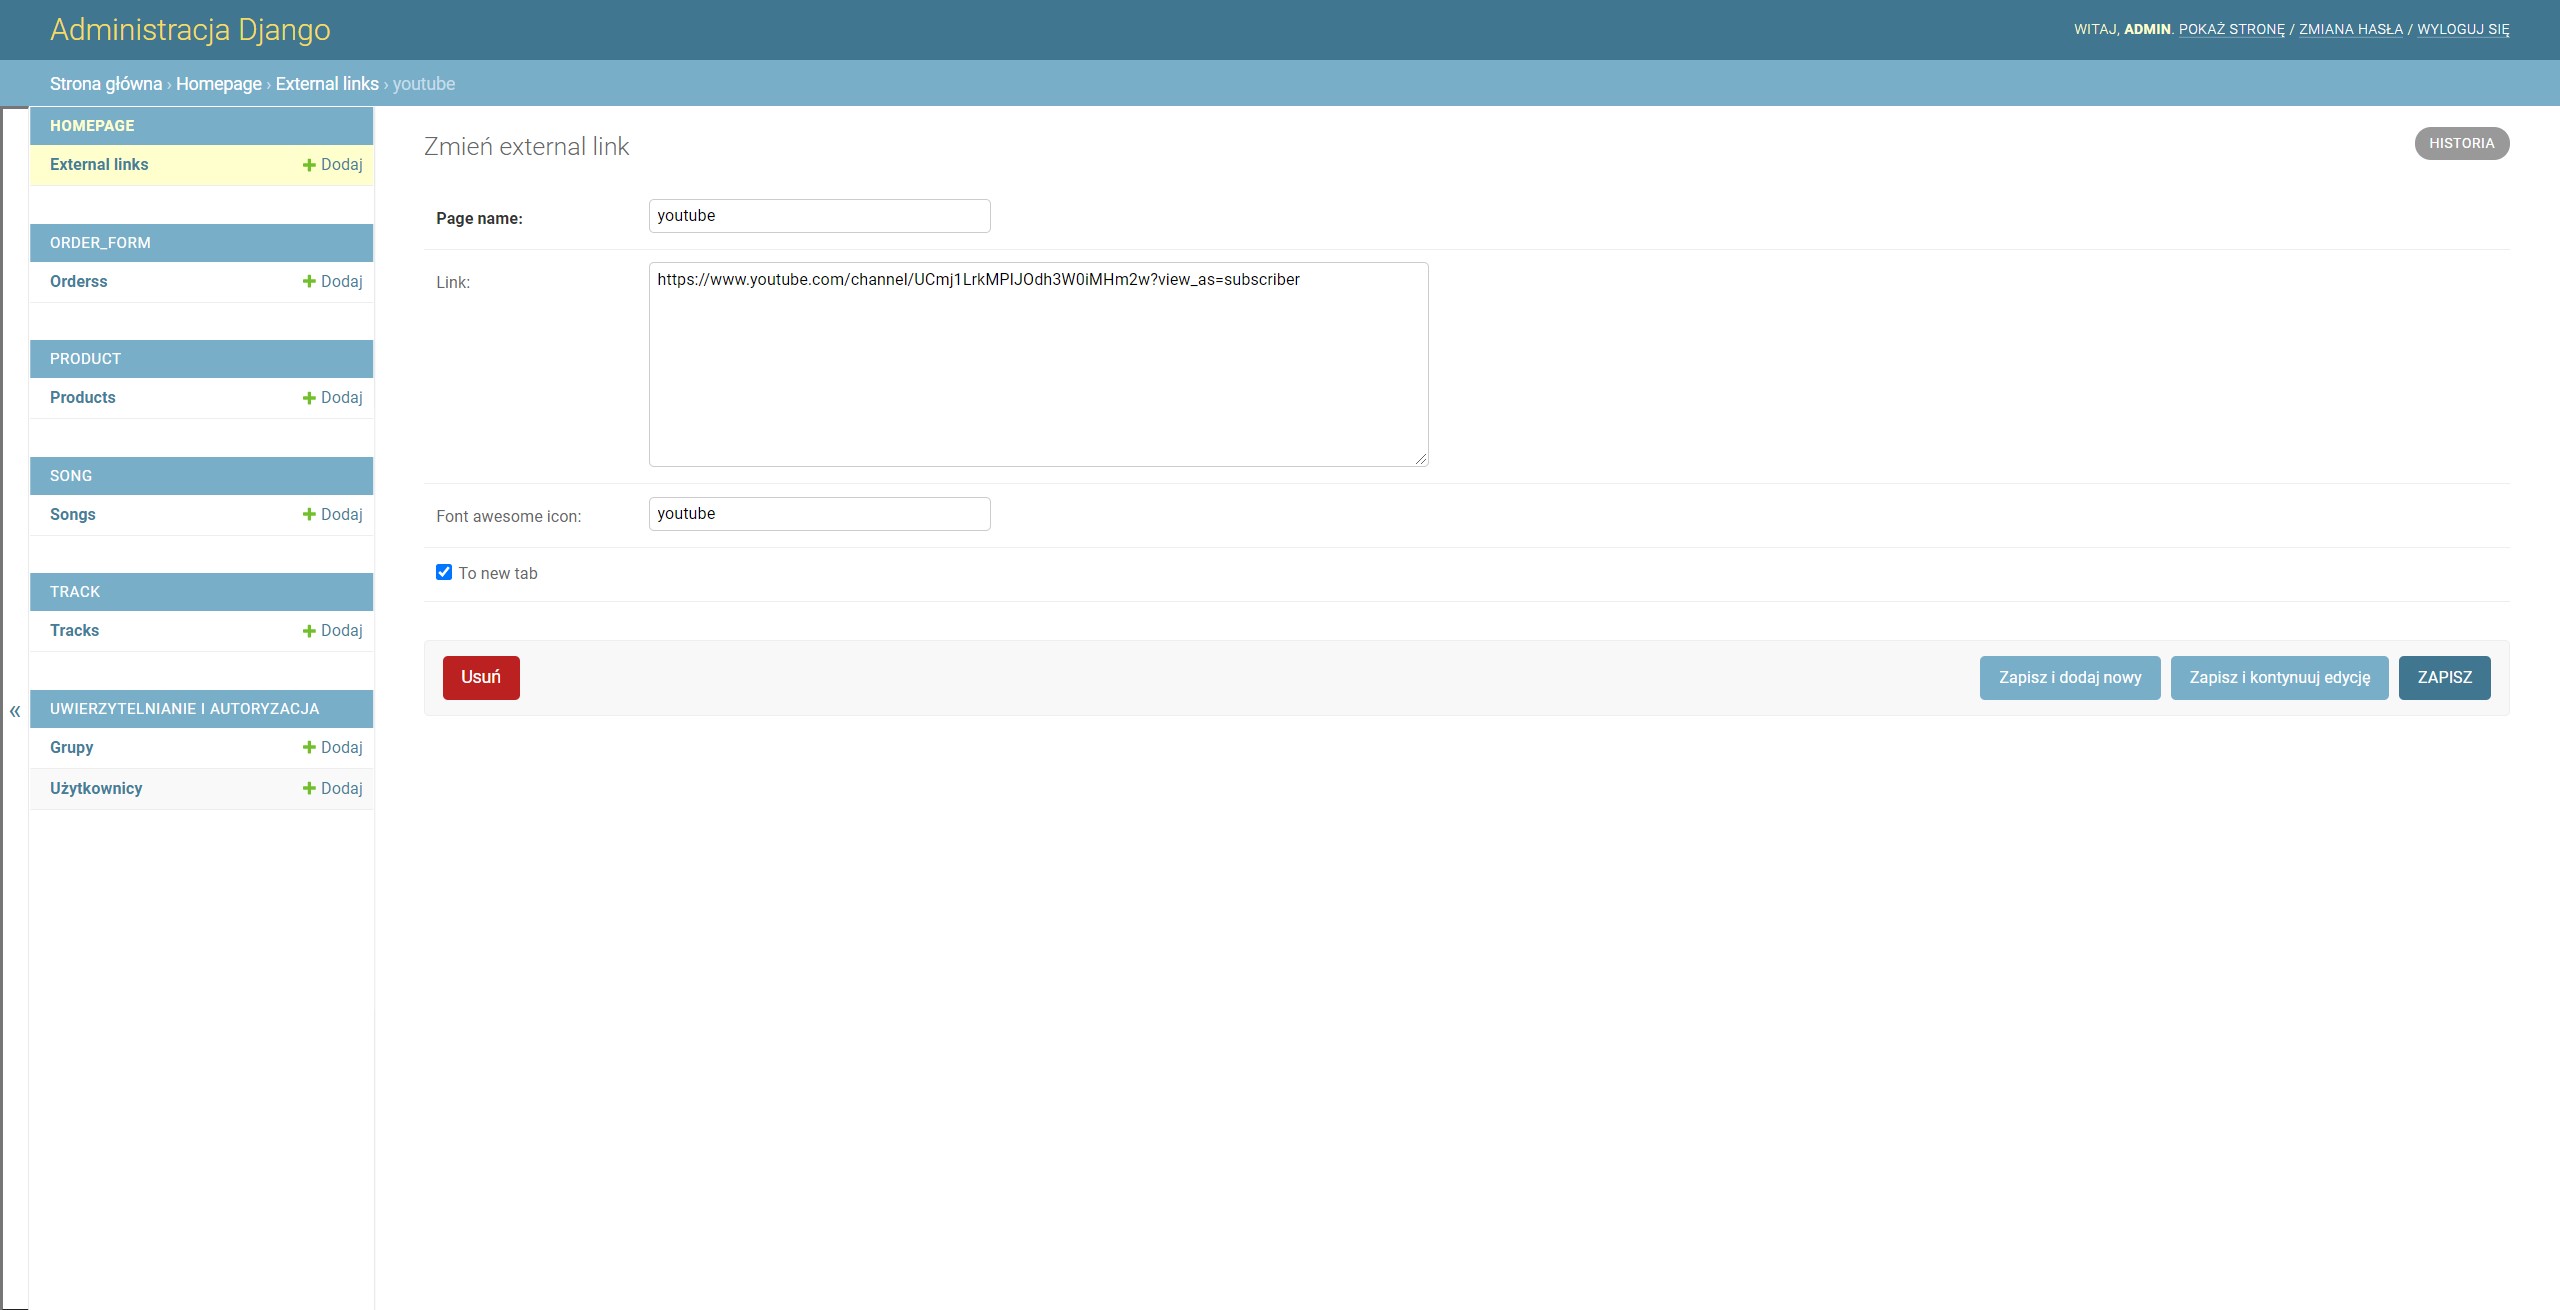 Administracja Django
WITAJ, ADMIN. POKAŻ STRONĘ / ZMIANA HASŁA / WYLOGUJ SIĘ
Strona główna › Homepage › External links › youtube
HOMEPAGE
External links Dodaj
ORDER_FORM
Orderss Dodaj
PRODUCT
Products Dodaj
SONG
Songs Dodaj
TRACK
Tracks Dodaj
«
UWIERZYTELNIANIE I AUTORYZACJA
Grupy Dodaj
Użytkownicy Dodaj
Zmień external link
HISTORIA
Page name: youtube
Link: https://www.youtube.com/channel/UCmj1LrkMPIJOdh3W0iMHm2w?view_as=subscriber
Font awesome icon: youtube
To new tab
Usuń Zapisz i dodaj nowy Zapisz i kontynuuj edycję ZAPISZ